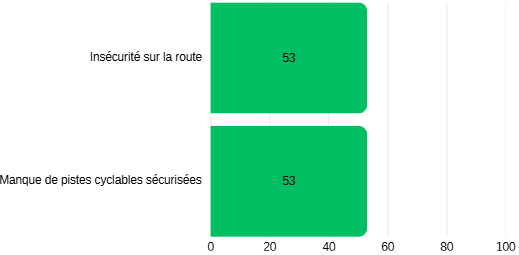 Insécurité sur la route
53
Manque de pistes cyclables sécurisées
53
0 20 40 60 80 100